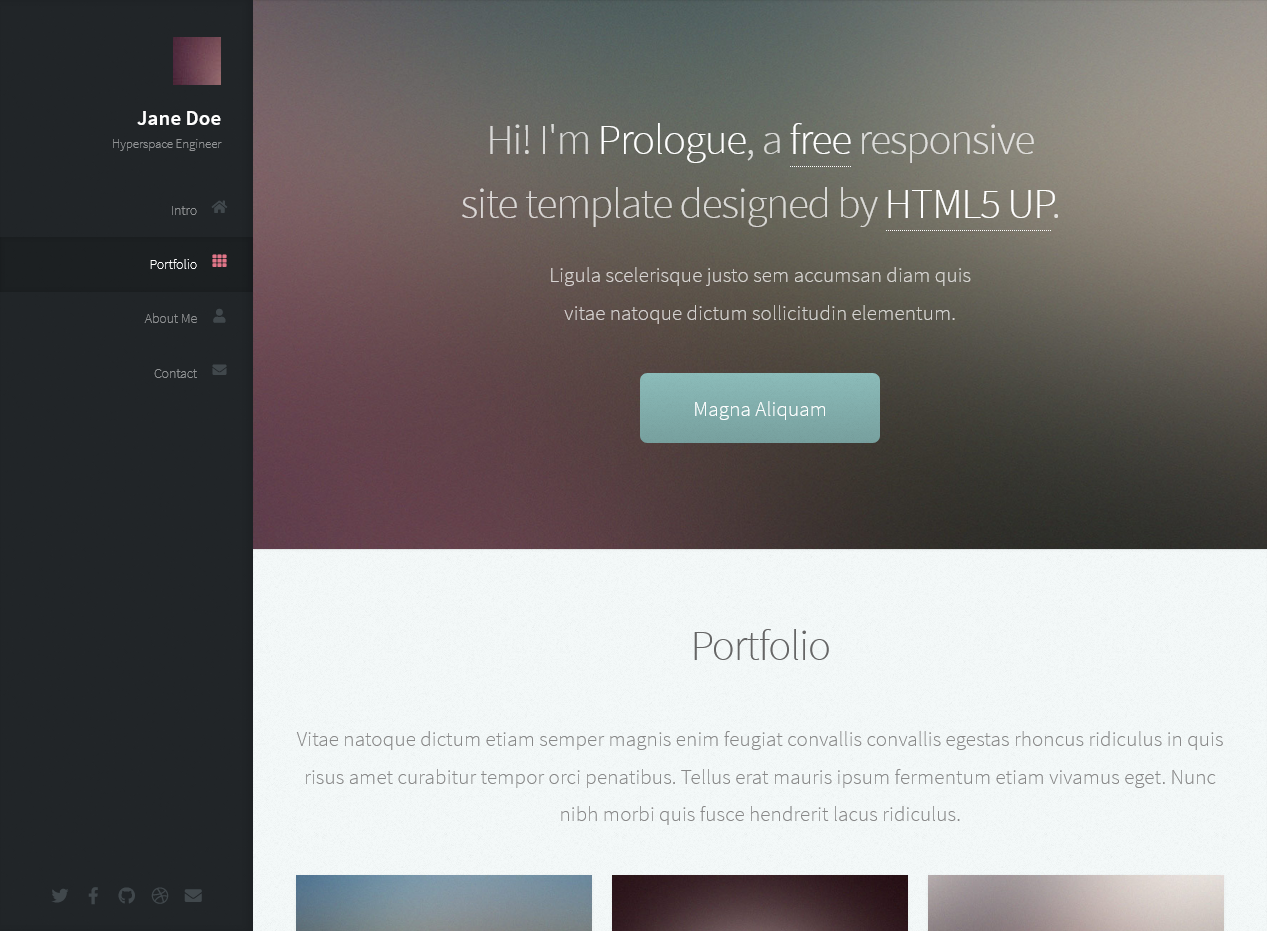 Jane Doe
Hyperspace Engineer
Intro
Portfolio
About Me
Contact
Hi! I'm Prologue, a free responsive
site template designed by HTML5 UP.
Ligula scelerisque justo sem accumsan diam quis
vitae natoque dictum sollicitudin elementum.
Magna Aliquam
Portfolio
Vitae natoque dictum etiam semper magnis enim feugiat convallis convallis egestas rhoncus ridiculus in quis
risus amet curabitur tempor orci penatibus. Tellus erat mauris ipsum fermentum etiam vivamus eget. Nunc
nibh morbi quis fusce hendrerit lacus ridiculus.